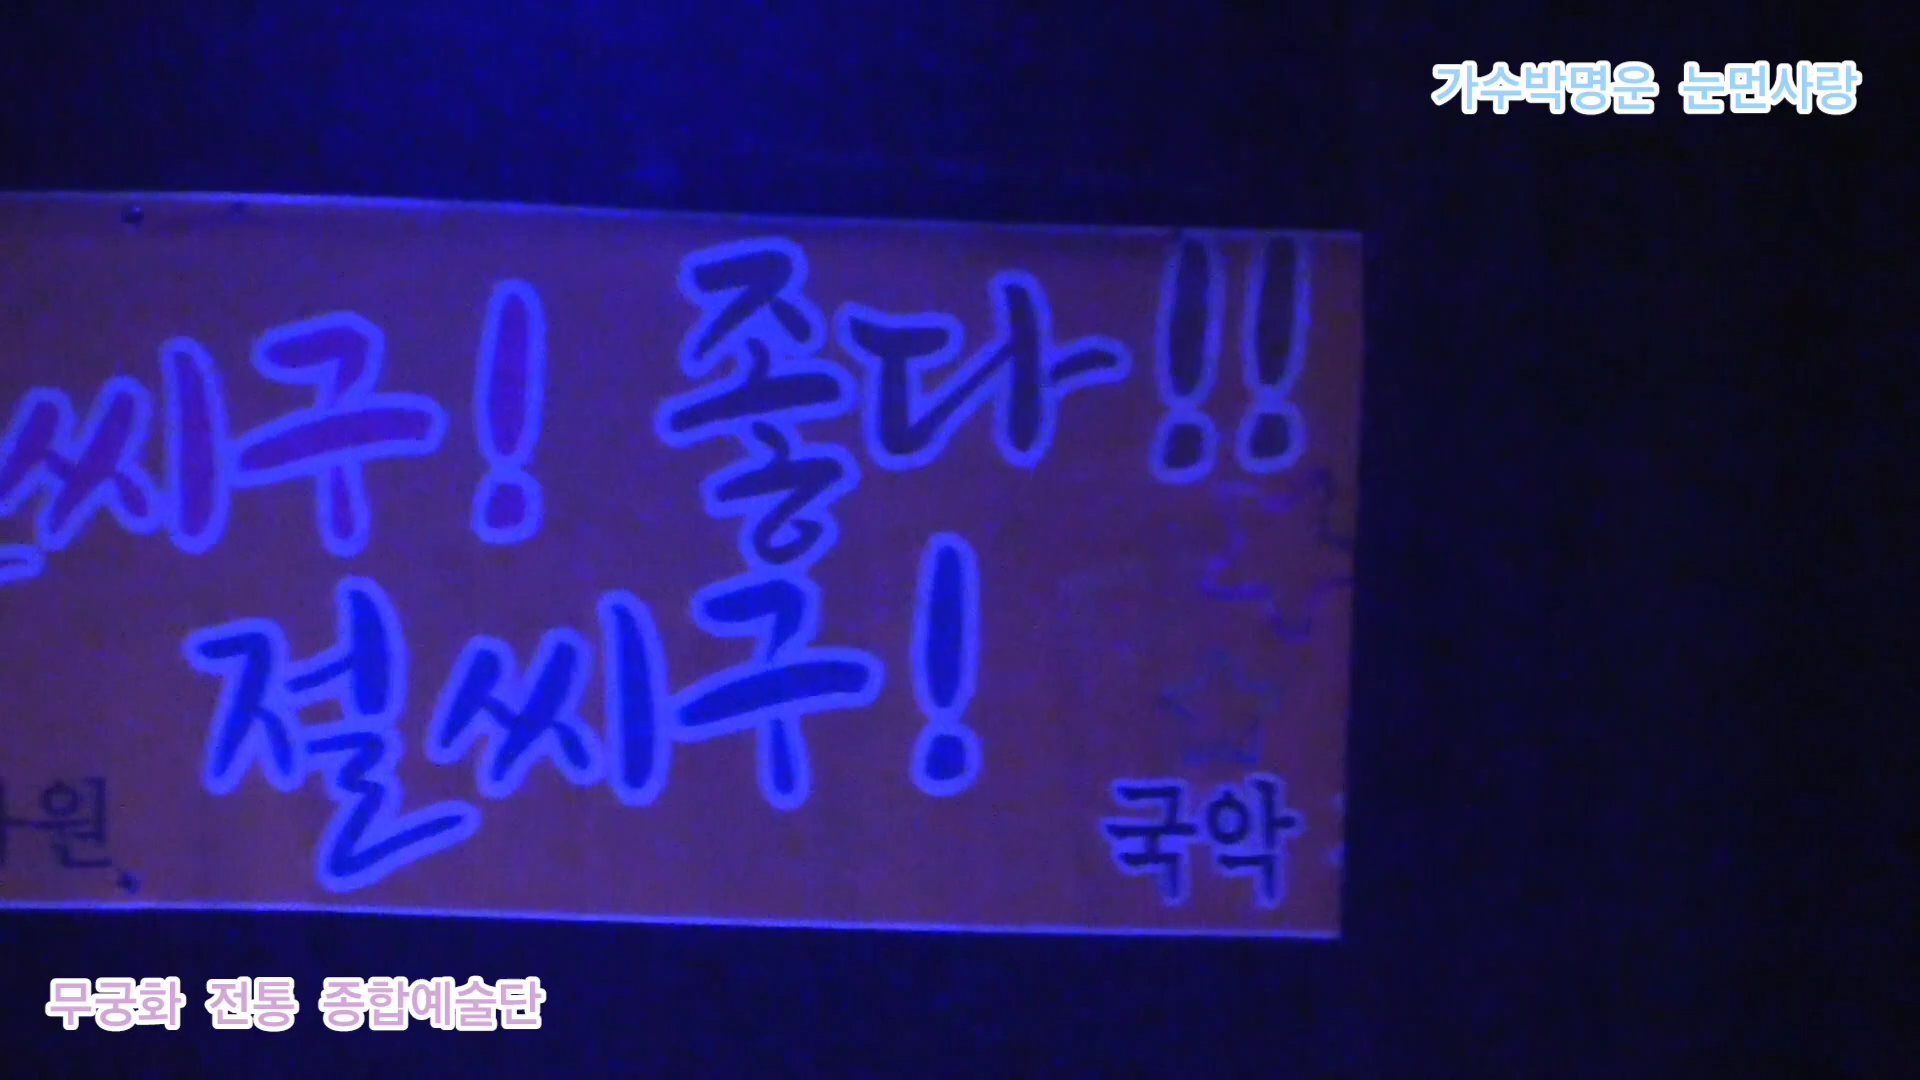 가수박명운 눈먼사랑
씨구! 좋다!!
절씨구!
원
국악
무궁화 전통 종합예술단